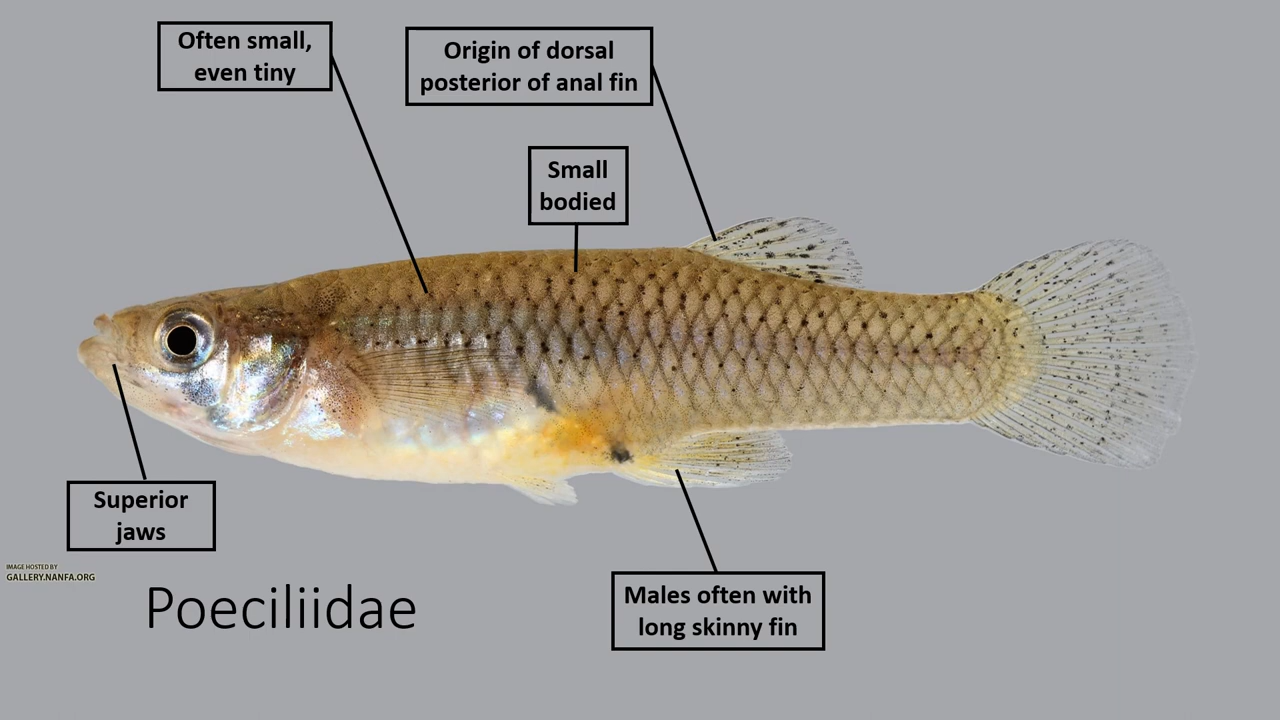 Often small,
even tiny
Origin of dorsal
posterior of anal fin
Small
bodied
Superior
jaws
IMAGE HOSTED BY
GALLERY.NANFA.ORG
Poeciliidae
Males often with
long skinny fin